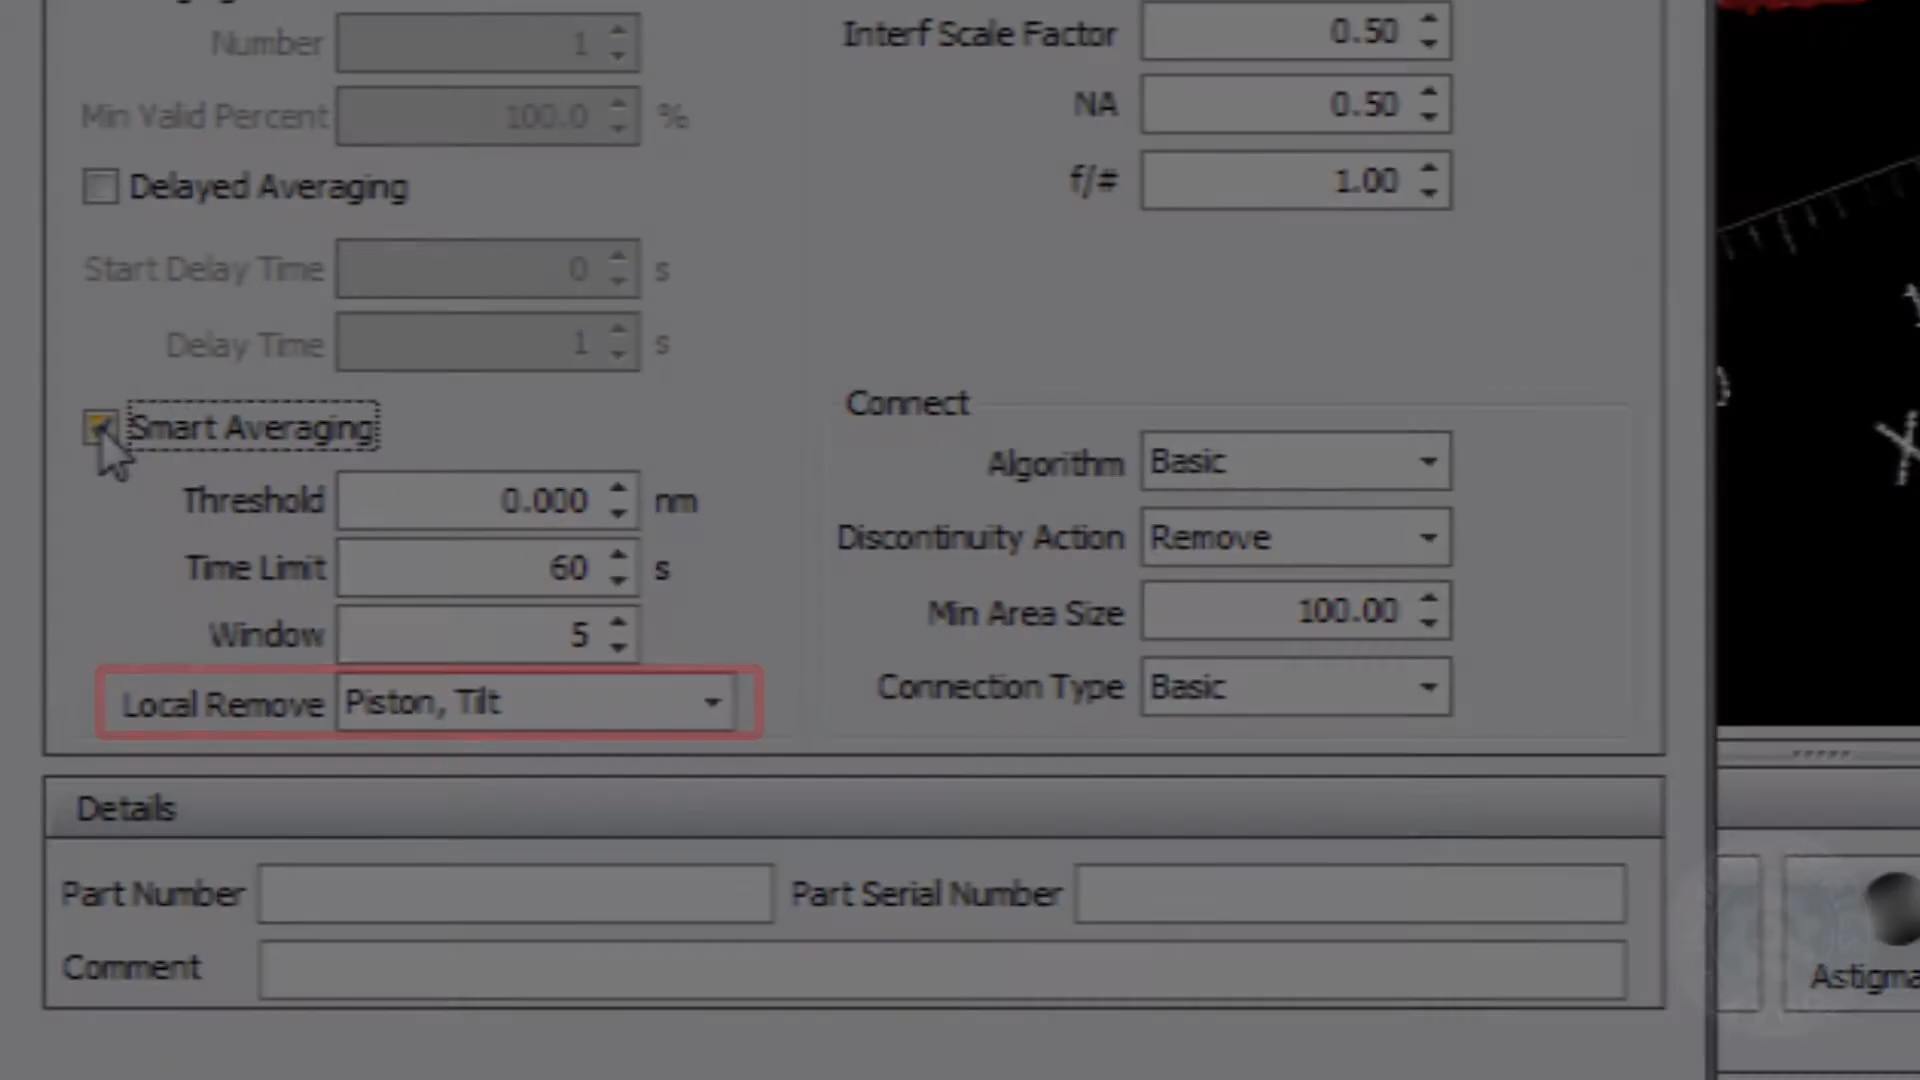 Number 1
Min Valid Percent 100.0 %
Delayed Averaging
Start Delay Time 0 s
Delay Time 1 s
Smart Averaging
Threshold 0.000 nm
Time Limit 60 s
Window 5
Local Remove Piston, Tilt
Interf Scale Factor 0.50
NA 0.50
f/# 1.00
Connect
Algorithm Basic
Discontinuity Action Remove
Min Area Size 100.00
Connection Type Basic
Details
Part Number
Part Serial Number
Comment
X
Astigma